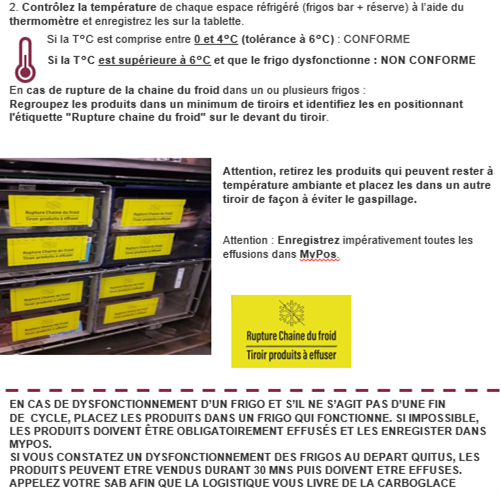 2. Contrôlez la température de chaque espace réfrigéré (frigos bar + réserve) à l'aide du
thermomètre et enregistrez les sur la tablette.
Si la T°C est comprise entre 0 et 4°C (tolérance à 6°C) : CONFORME
Si la T°C est supérieure à 6°C et que le frigo dysfonctionne : NON CONFORME
En cas de rupture de la chaine du froid dans un ou plusieurs frigos :
Regroupez les produits dans un minimum de tiroirs et identifiez les en positionnant
l'étiquette "Rupture chaine du froid" sur le devant du tiroir.
Rupture Chaine du froid
Tiroir produits à effuser
Rupture Chaine du froid
Tiroir produits à effuser
Rupture Chaine du froid
Tiroir produits à effuser
Rupture Chaine du froid
Tiroir produits à effuser
Attention, retirez les produits qui peuvent rester à
température ambiante et placez les dans un autre
tiroir de façon à éviter le gaspillage.
Attention : Enregistrez impérativement toutes les
effusions dans MyPos.
Rupture Chaine du froid
Tiroir produits à effuser
EN CAS DE DYSFONCTIONNEMENT D'UN FRIGO ET S'IL NE S'AGIT PAS D'UNE FIN
DE CYCLE, PLACEZ LES PRODUITS DANS UN FRIGO QUI FONCTIONNE. SI IMPOSSIBLE,
LES PRODUITS DOIVENT ÊTRE OBLIGATOIREMENT EFFUSÉS ET LES ENREGISTER DANS
MYPOS.
SI VOUS CONSTATEZ UN DYSFONCTIONNEMENT DES FRIGOS AU DEPART QUITUS, LES
PRODUITS PEUVENT ETRE VENDUS DURANT 30 MNS PUIS DOIVENT ETRE EFFUSES.
APPELEZ VOTRE SAB AFIN QUE LA LOGISTIQUE VOUS LIVRE DE LA CARBOGLACE